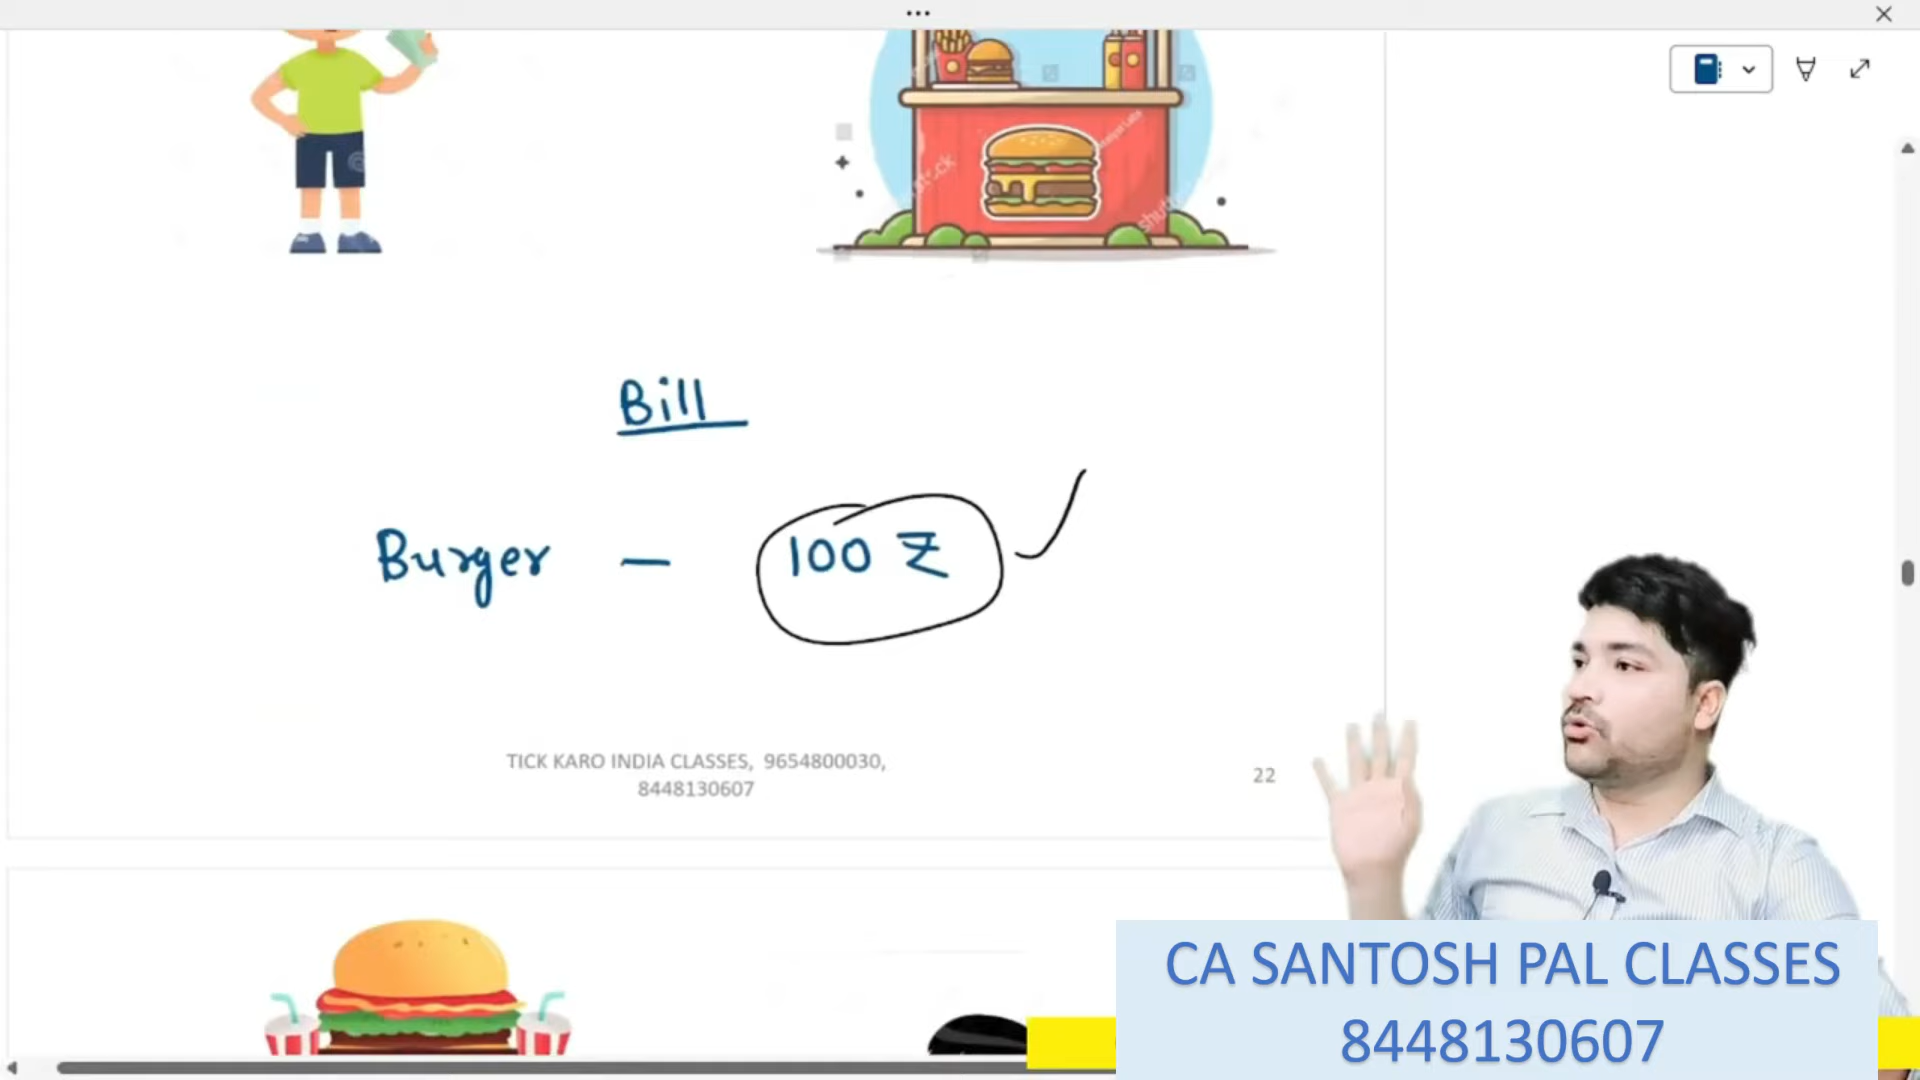 Bill
Burger - 100 ₹
TICK KARO INDIA CLASSES, 9654800030,
8448130607
22
CA SANTOSH PAL CLASSES
8448130607